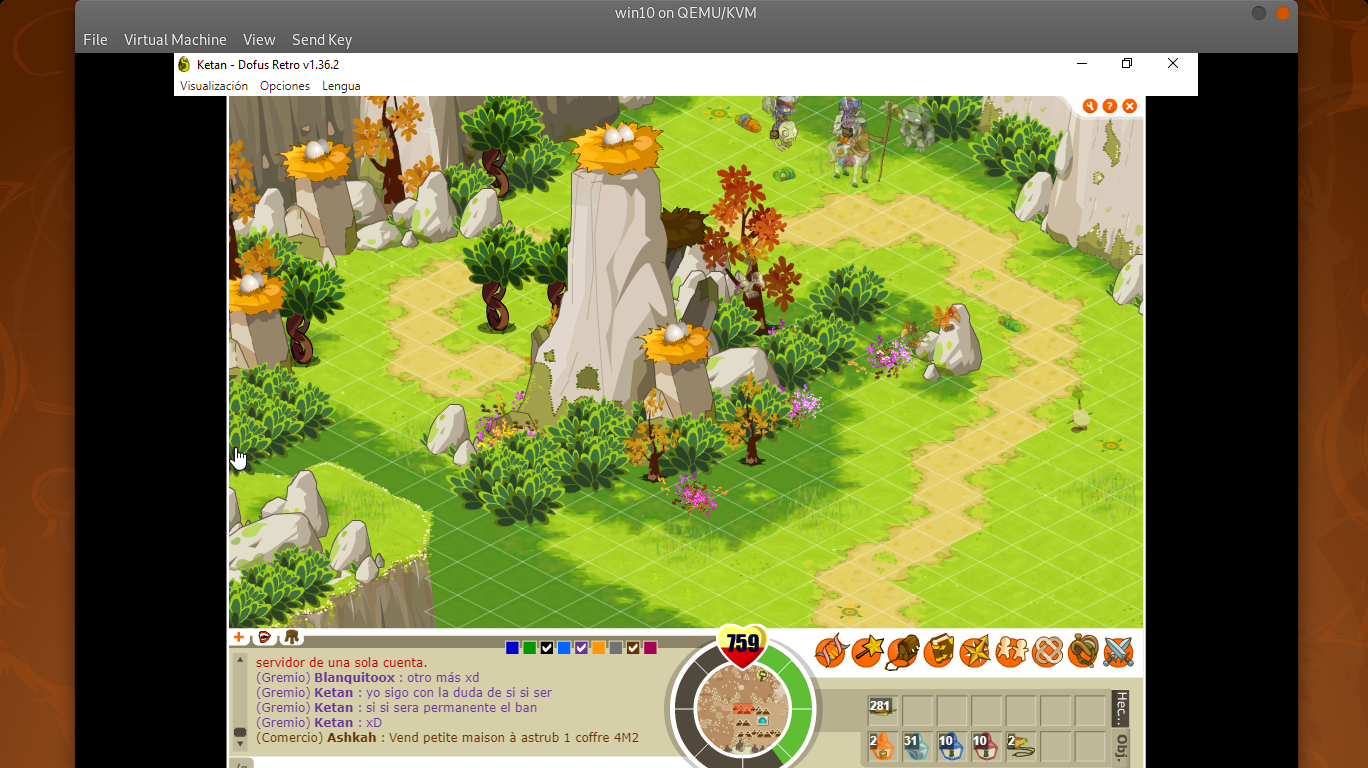 win10 on QEMU/KVM
File Virtual Machine View Send Key
Ketan - Dofus Retro v1.36.2
Visualización Opciones Lengua
759
servidor de una sola cuenta.
(Gremio) Blanquitoox : otro más xd
(Gremio) Ketan : yo sigo con la duda de si si ser
(Gremio) Ketan : si si sera permanente el ban
(Gremio) Ketan : xD
(Comercio) Ashkah : Vend petite maison à astrub 1 coffre 4M2
281
Hec...
2 31 10 10 2
Obj.